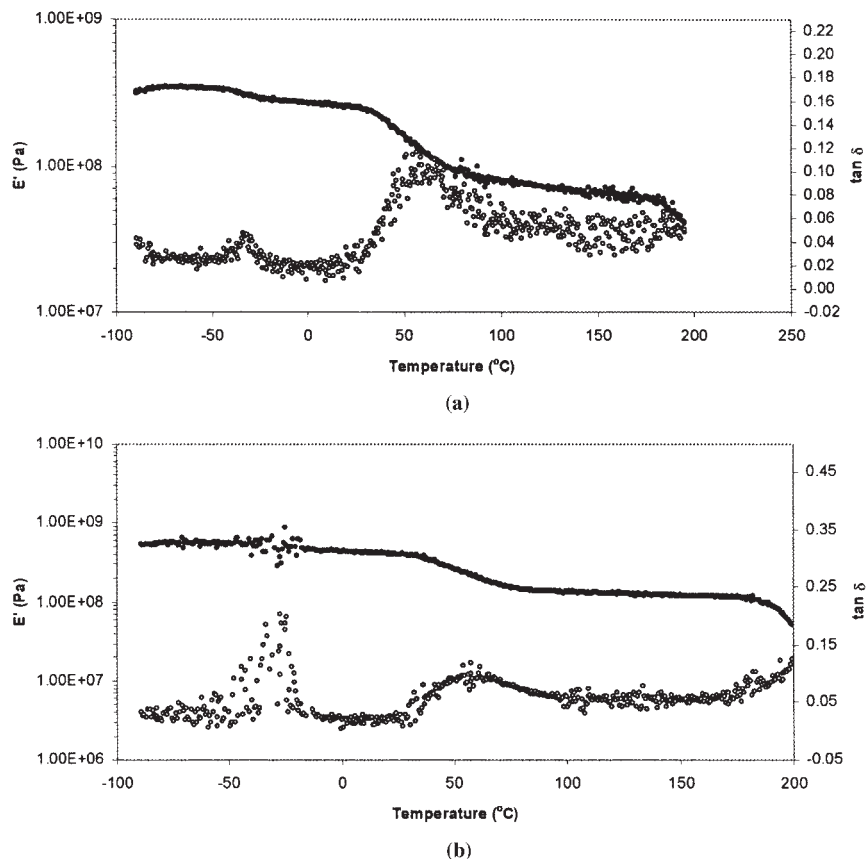 1.00E+09
1.00E+08
1.00E+07
E' (Pa)
0.22
0.20
0.18
0.16
0.14
0.12
0.10
0.08
0.06
0.04
0.02
0.00
-0.02
tan δ
-100 -50 0 50 100 150 200 250
Temperature (°C)
(a)
1.00E+10
1.00E+09
1.00E+08
1.00E+07
1.00E+06
E' (Pa)
0.45
0.35
0.25
0.15
0.05
-0.05
tan δ
-100 -50 0 50 100 150 200
Temperature (°C)
(b)